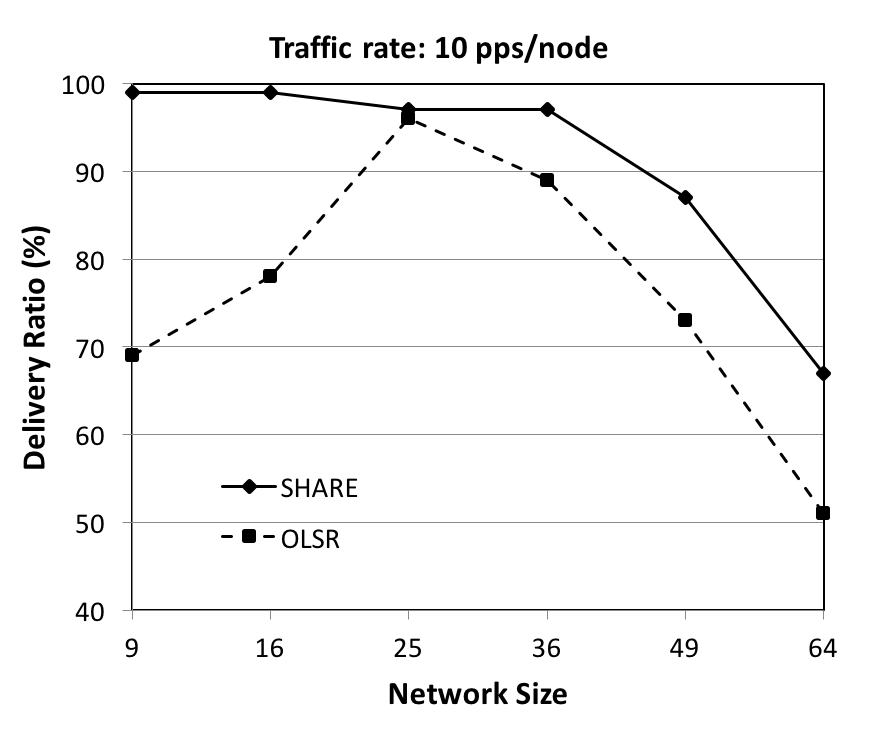 Traffic rate: 10 pps/node
100
90
80
70
60
50
40
Delivery Ratio (%)
SHARE
OLSR
9 16 25 36 49 64
Network Size